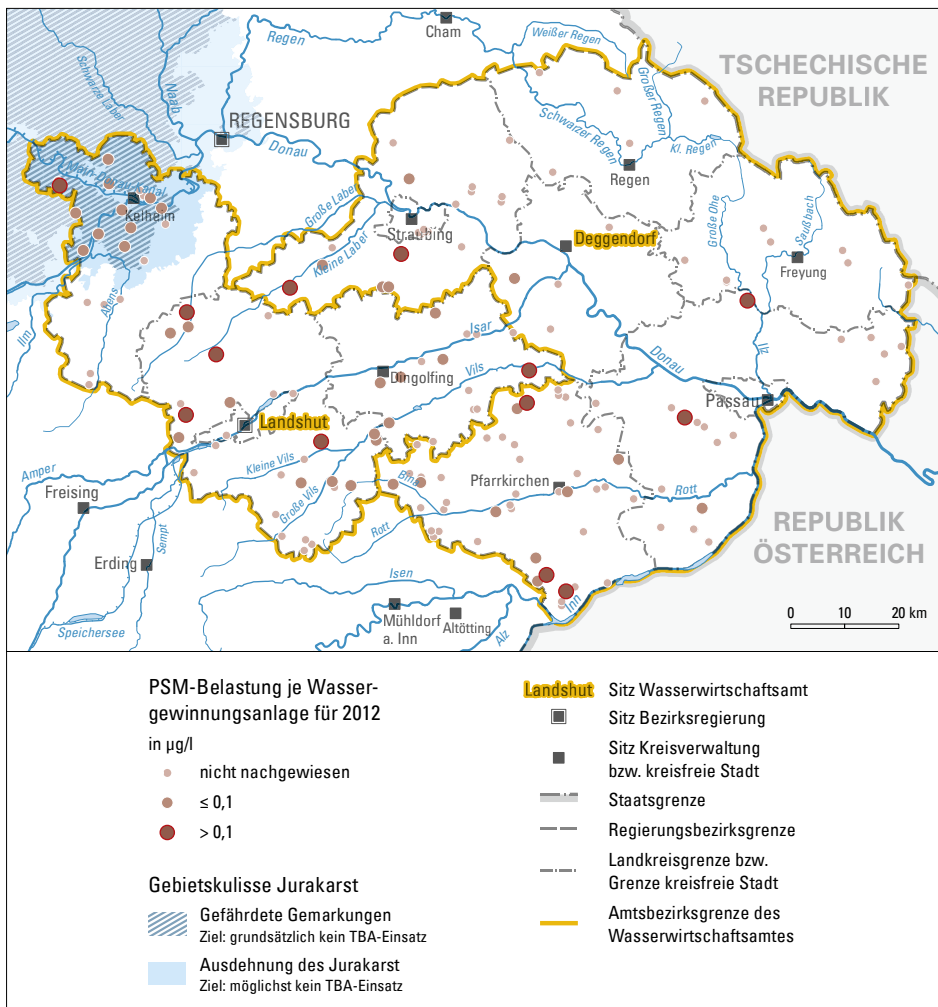 Cham
Weißer Regen
Regen
TSCHECHISCHE
REPUBLIK
Schwarze Laber
Naab
Großer Regen
REGENSBURG
Donau
Schwarzer Regen
Kl. Regen
Regen
Main-Donau-Kanal
Kelheim
Große Laber
Straubing
Kleine Laber
Deggendorf
Große Ohe
Saußbach
Freyung
Ilm
Abens
Isar
Donau
Ilz
Dingolfing
Vils
Passau
Landshut
Amper
Freising
Kleine Vils
Große Vils
Bina
Pfarrkirchen
Rott
Rott
REPUBLIK
ÖSTERREICH
Sempt
Erding
Isen
Inn
Speichersee
Mühldorf
a. Inn
Altötting
Alz
0 10 20 km
PSM-Belastung je Wasser-
gewinnungsanlage für 2012
in µg/l
nicht nachgewiesen
≤ 0,1
> 0,1
Gebietskulisse Jurakarst
Gefährdete Gemarkungen
Ziel: grundsätzlich kein TBA-Einsatz
Ausdehnung des Jurakarst
Ziel: möglichst kein TBA-Einsatz
Landshut Sitz Wasserwirtschaftsamt
Sitz Bezirksregierung
Sitz Kreisverwaltung
bzw. kreisfreie Stadt
Staatsgrenze
Regierungsbezirksgrenze
Landkreisgrenze bzw.
Grenze kreisfreie Stadt
Amtsbezirksgrenze des
Wasserwirtschaftsamtes